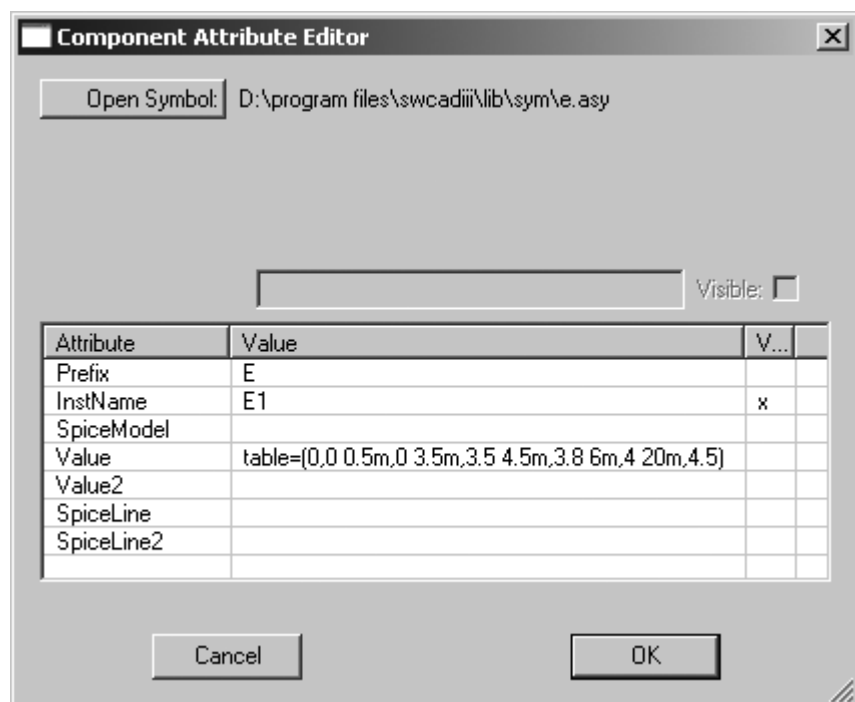 Component Attribute Editor
Open Symbol: D:\program files\swcadiii\lib\sym\e.asy
Visible:
Attribute Value V...
Prefix E
InstName E1 x
SpiceModel
Value table=(0,0 0.5m,0 3.5m,3.5 4.5m,3.8 6m,4 20m,4.5)
Value2
SpiceLine
SpiceLine2
Cancel OK